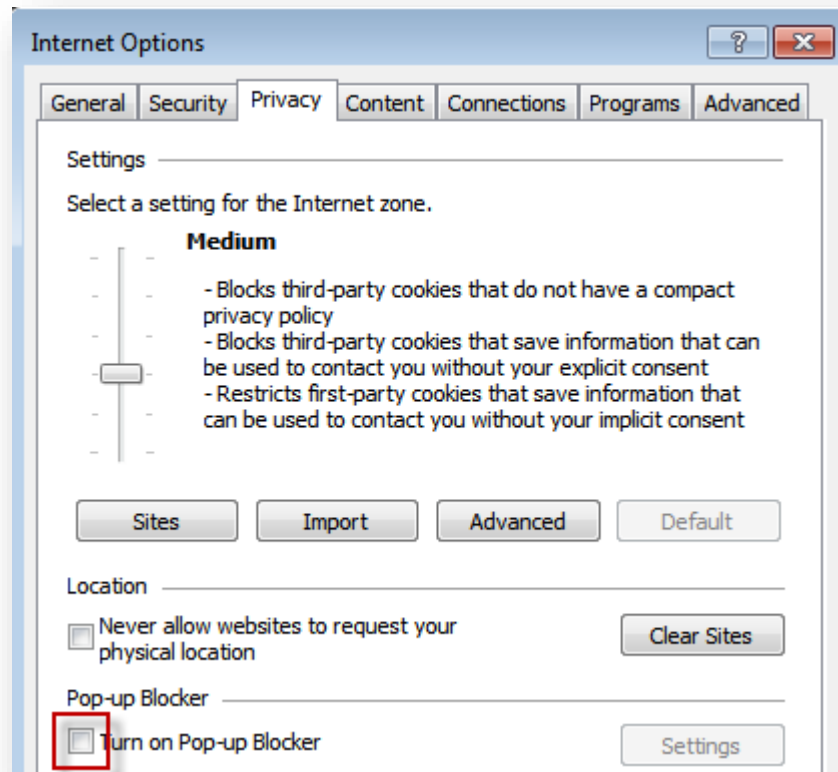 Internet Options
General Security Privacy Content Connections Programs Advanced
Settings
Select a setting for the Internet zone.
Medium
- Blocks third-party cookies that do not have a compact
privacy policy
- Blocks third-party cookies that save information that can
be used to contact you without your explicit consent
- Restricts first-party cookies that save information that
can be used to contact you without your implicit consent
Sites Import Advanced Default
Location
Never allow websites to request your
physical location
Clear Sites
Pop-up Blocker
Turn on Pop-up Blocker
Settings